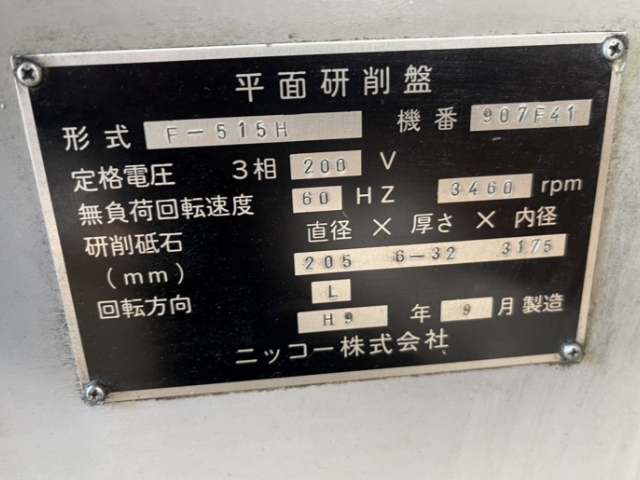 平面研削盤
形式 F-515H 機番 907F41
定格電圧 3相 200 V
無負荷回転速度 60 HZ 3460 rpm
研削砥石 直径 × 厚さ × 内径
(mm) 205 6-32 3175
回転方向 L
H9 年 9 月製造
ニッコー株式会社